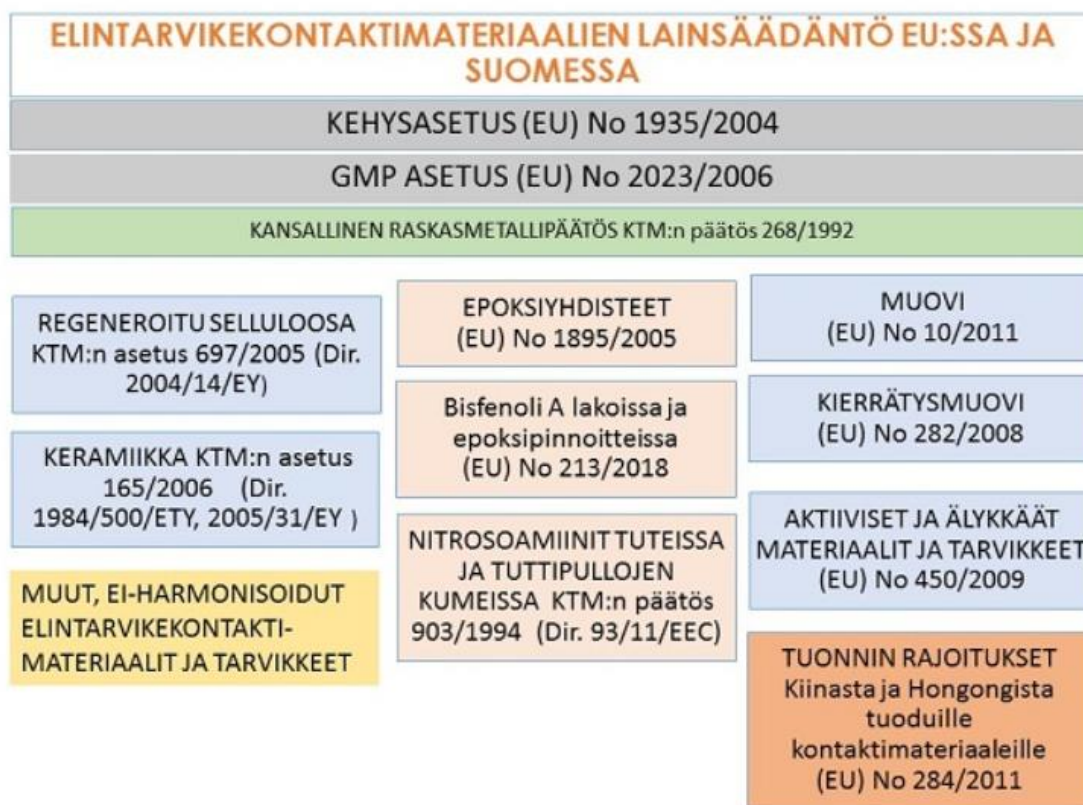 ELINTARVIKEKONTAKTIMATERIAALIEN LAINSÄÄDÄNTÖ EU:SSA JA
SUOMESSA
KEHYSASETUS (EU) No 1935/2004
GMP ASETUS (EU) No 2023/2006
KANSALLINEN RASKASMETALLIPÄÄTÖS KTM:n päätös 268/1992
REGENEROITU SELLULOOSA
KTM:n asetus 697/2005 (Dir.
2004/14/EY)
KERAMIIKKA KTM:n asetus
165/2006 (Dir.
1984/500/ETY, 2005/31/EY )
MUUT, EI-HARMONISOIDUT
ELINTARVIKEKONTAKTI-
MATERIAALIT JA TARVIKKEET
EPOKSIYHDISTEET
(EU) No 1895/2005
Bisfenoli A lakoissa ja
epoksipinnoitteissa
(EU) No 213/2018
NITROSOAMIINIT TUTEISSA
JA TUTTIPULLOJEN
KUMEISSA KTM:n päätös
903/1994 (Dir. 93/11/EEC)
MUOVI
(EU) No 10/2011
KIERRÄTYSMUOVI
(EU) No 282/2008
AKTIIVISET JA ÄLYKKÄÄT
MATERIAALIT JA TARVIKKEET
(EU) No 450/2009
TUONNIN RAJOITUKSET
Kiinasta ja Hongongista
tuoduille
kontaktimateriaaleille
(EU) No 284/2011